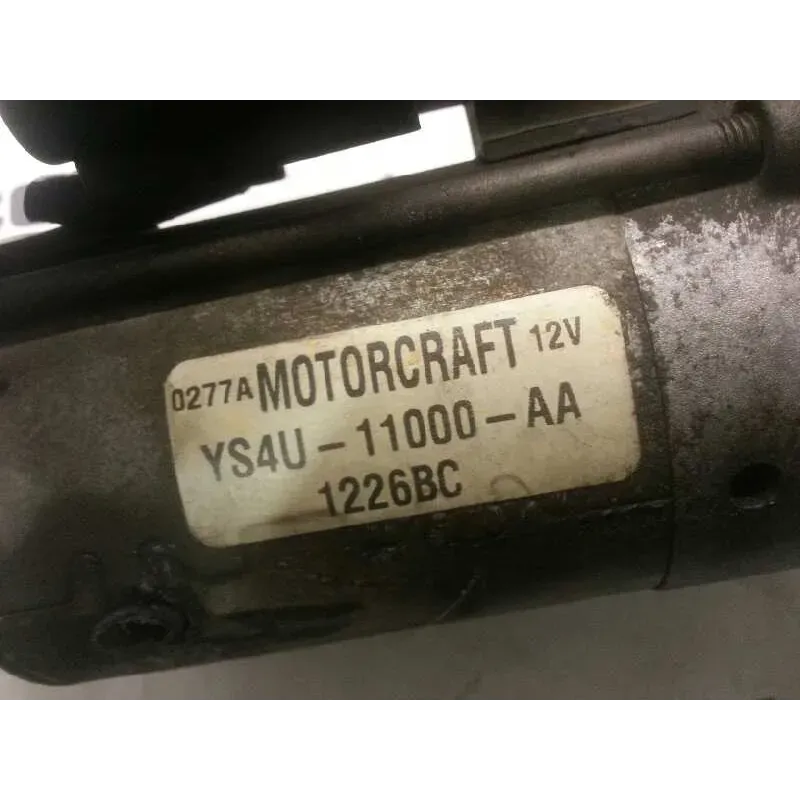 0277A MOTORCRAFT 12V
YS4U-11000-AA
1226BC